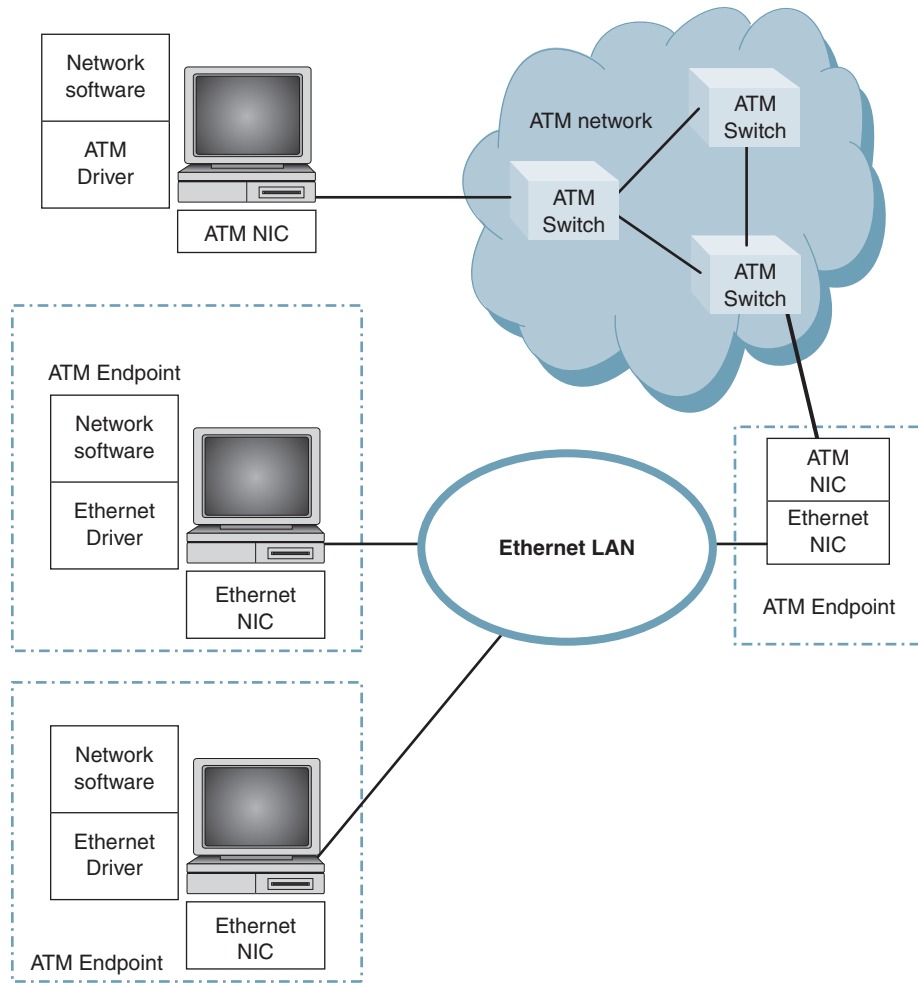 Network
software
ATM
Driver
ATM NIC
ATM network
ATM
Switch
ATM
Switch
ATM
Switch
ATM Endpoint
Network
software
Ethernet
Driver
Ethernet
NIC
Ethernet LAN
ATM
NIC
Ethernet
NIC
ATM Endpoint
Network
software
Ethernet
Driver
Ethernet
NIC
ATM Endpoint